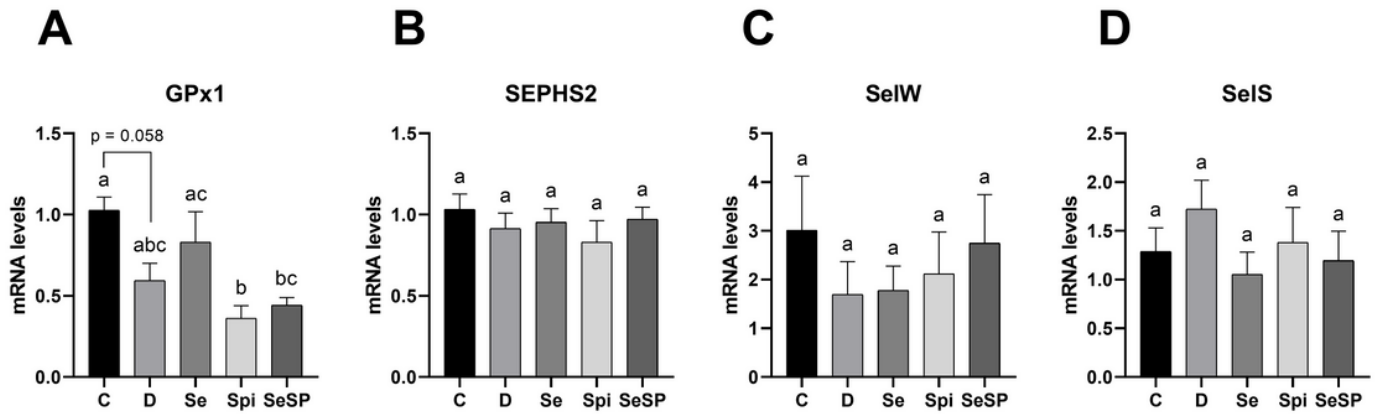 A
GPx1
mRNA levels
1.5
1.0
0.5
0.0
p = 0.058
a
abc
ac
b
bc
C D Se Spi SeSP
B
SEPHS2
mRNA levels
1.5
1.0
0.5
0.0
a a a a a
C D Se Spi SeSP
C
SelW
mRNA levels
5
4
3
2
1
0
a a a a a
C D Se Spi SeSP
D
SelS
mRNA levels
2.5
2.0
1.5
1.0
0.5
0.0
a a a a a
C D Se Spi SeSP